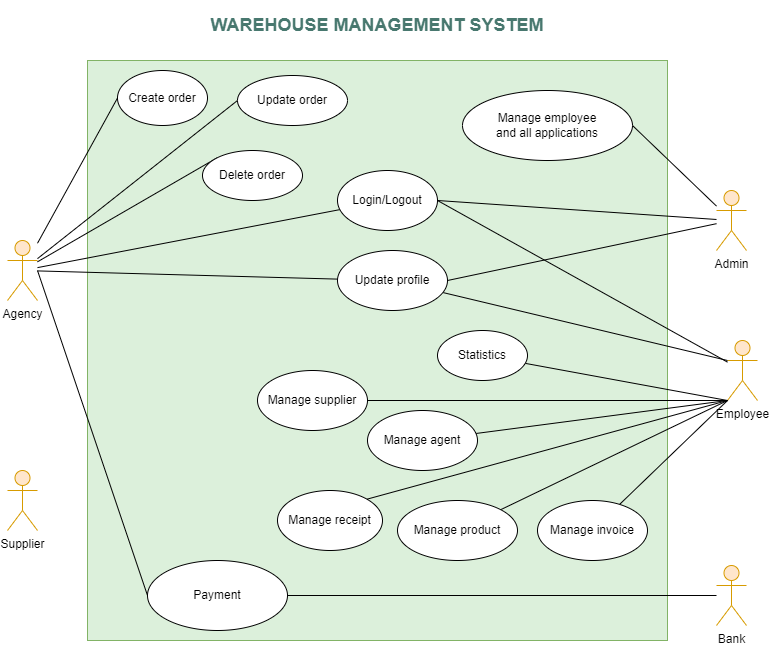 WAREHOUSE MANAGEMENT SYSTEM
Create order
Update order
Manage employee
and all applications
Delete order
Login/Logout
Admin
Update profile
Agency
Statistics
Manage supplier
Employee
Manage agent
Manage receipt
Manage product
Manage invoice
Supplier
Payment
Bank